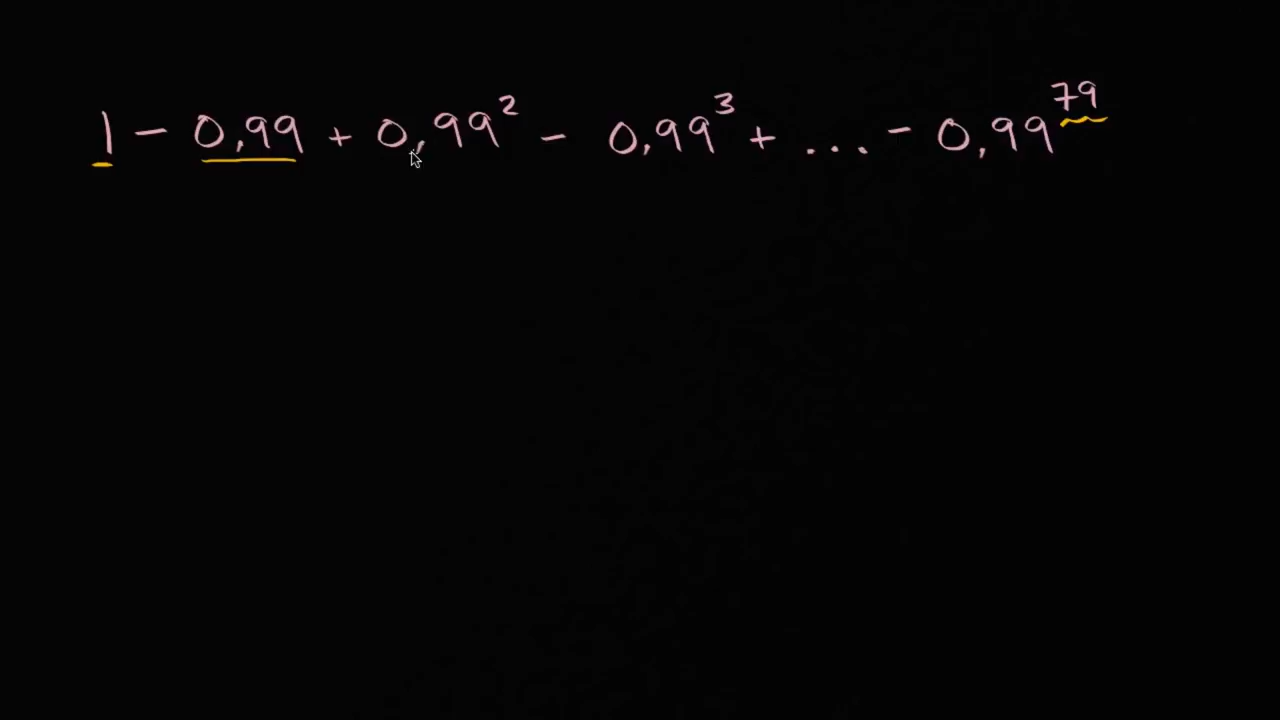 1 - 0,99 + 0,99² - 0,99³ + ... - 0,99⁷⁹